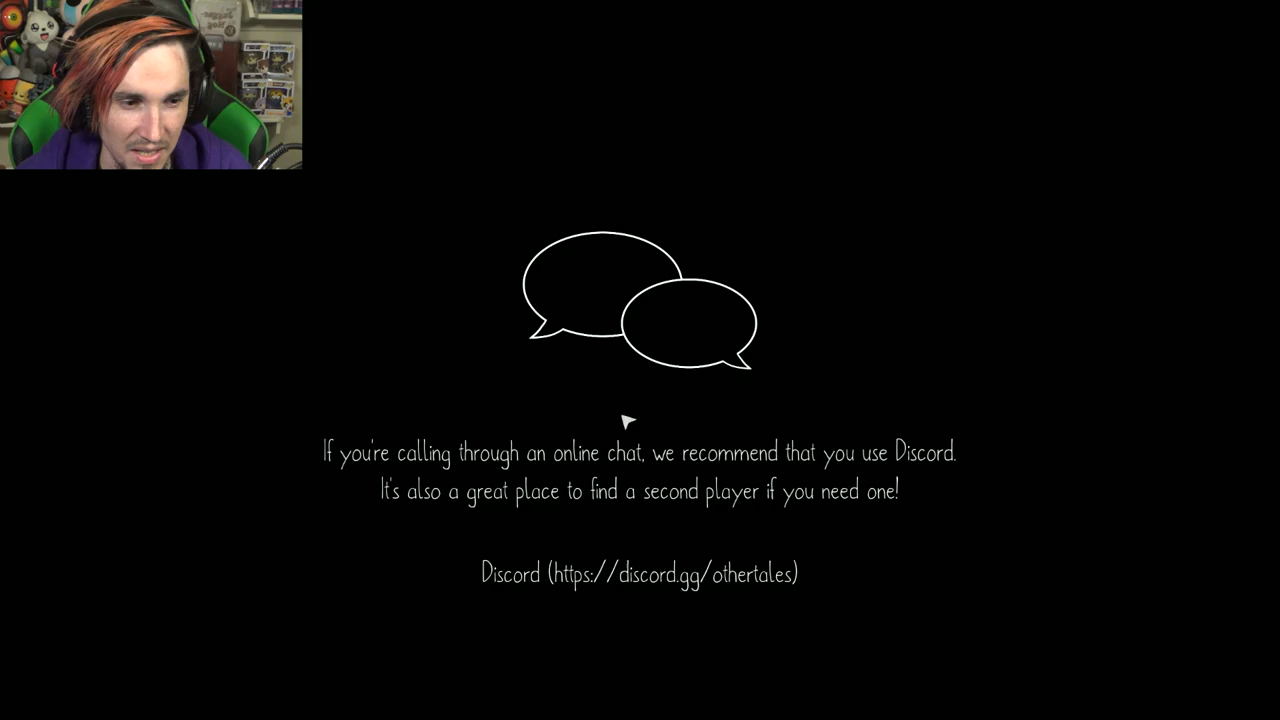 If you're calling through an online chat, we recommend that you use Discord.
It's also a great place to find a second player if you need one!
Discord (https://discord.gg/othertales)